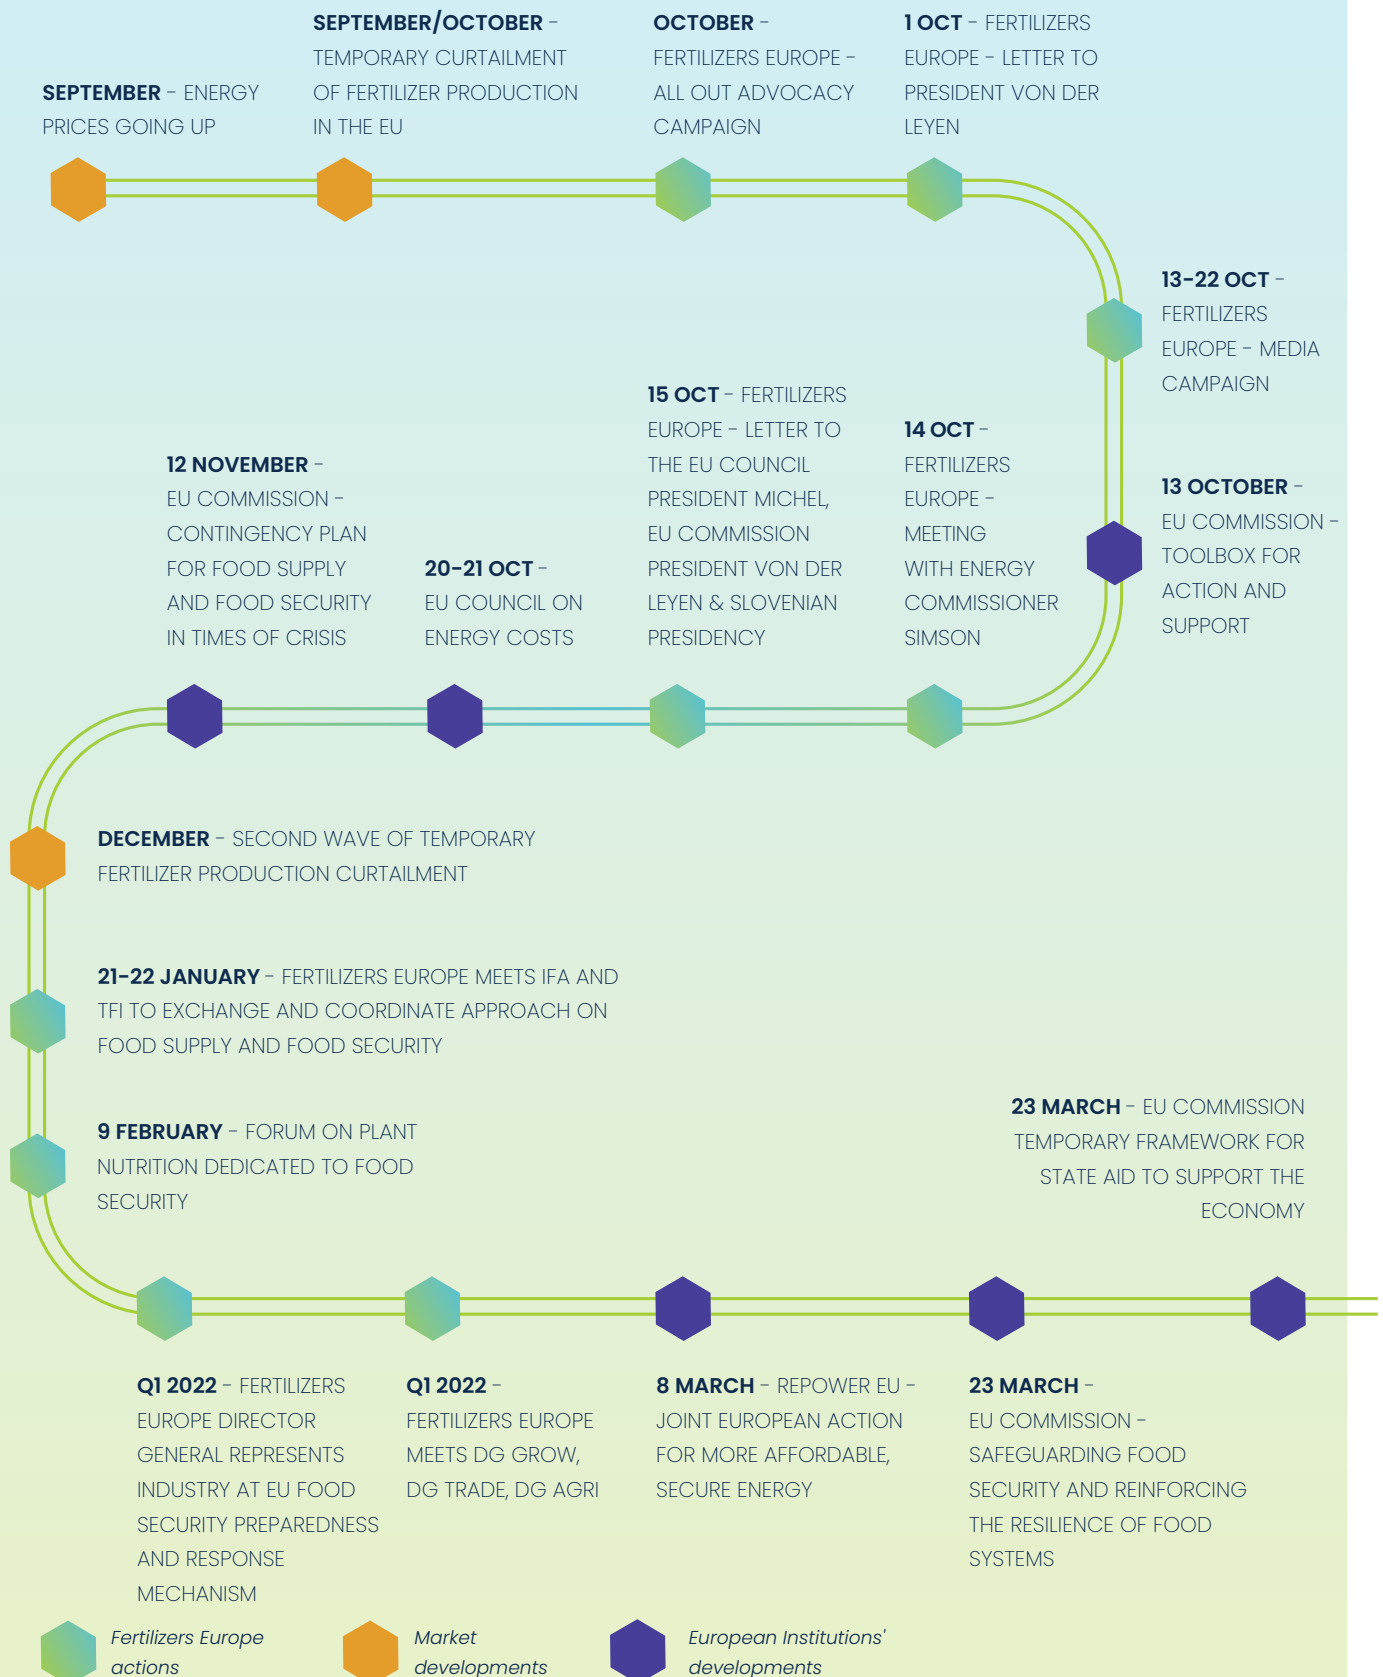 SEPTEMBER - ENERGY
PRICES GOING UP
SEPTEMBER/OCTOBER -
TEMPORARY CURTAILMENT
OF FERTILIZER PRODUCTION
IN THE EU
OCTOBER -
FERTILIZERS EUROPE -
ALL OUT ADVOCACY
CAMPAIGN
1 OCT - FERTILIZERS
EUROPE - LETTER TO
PRESIDENT VON DER
LEYEN
13-22 OCT -
FERTILIZERS
EUROPE - MEDIA
CAMPAIGN
13 OCTOBER -
EU COMMISSION -
TOOLBOX FOR
ACTION AND
SUPPORT
14 OCT -
FERTILIZERS
EUROPE -
MEETING
WITH ENERGY
COMMISSIONER
SIMSON
15 OCT - FERTILIZERS
EUROPE - LETTER TO
THE EU COUNCIL
PRESIDENT MICHEL,
EU COMMISSION
PRESIDENT VON DER
LEYEN & SLOVENIAN
PRESIDENCY
20-21 OCT -
EU COUNCIL ON
ENERGY COSTS
12 NOVEMBER -
EU COMMISSION -
CONTINGENCY PLAN
FOR FOOD SUPPLY
AND FOOD SECURITY
IN TIMES OF CRISIS
DECEMBER - SECOND WAVE OF TEMPORARY
FERTILIZER PRODUCTION CURTAILMENT
21-22 JANUARY - FERTILIZERS EUROPE MEETS IFA AND
TFI TO EXCHANGE AND COORDINATE APPROACH ON
FOOD SUPPLY AND FOOD SECURITY
9 FEBRUARY - FORUM ON PLANT
NUTRITION DEDICATED TO FOOD
SECURITY
Q1 2022 - FERTILIZERS
EUROPE DIRECTOR
GENERAL REPRESENTS
INDUSTRY AT EU FOOD
SECURITY PREPAREDNESS
AND RESPONSE
MECHANISM
Q1 2022 -
FERTILIZERS EUROPE
MEETS DG GROW,
DG TRADE, DG AGRI
8 MARCH - REPOWER EU -
JOINT EUROPEAN ACTION
FOR MORE AFFORDABLE,
SECURE ENERGY
23 MARCH -
EU COMMISSION -
SAFEGUARDING FOOD
SECURITY AND REINFORCING
THE RESILIENCE OF FOOD
SYSTEMS
23 MARCH - EU COMMISSION
TEMPORARY FRAMEWORK FOR
STATE AID TO SUPPORT THE
ECONOMY
Fertilizers Europe
actions
Market
developments
European Institutions'
developments